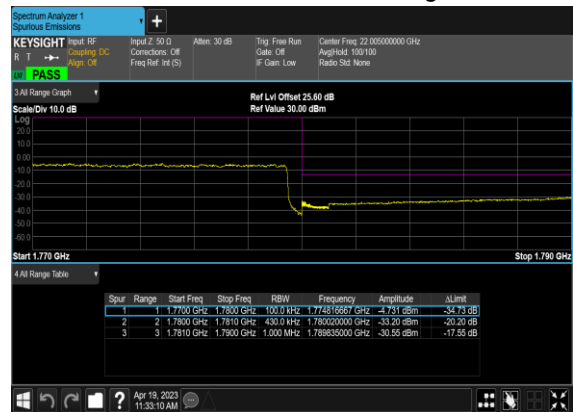 Spectrum Analyzer 1
Spurious Emissions
KEYSIGHT Input: RF Input Z: 50 Ω Atten: 30 dB Trig: Free Run Center Freq: 22.005000000 GHz
R T Coupling: DC Corrections: Off Gate: Off Avg|Hold: 100/100
Align: Off Freq Ref: Int (S) IF Gain: Low Radio Std: None
PASS
3 All Range Graph
Ref Lvl Offset 25.60 dB
Scale/Div 10.0 dB Ref Value 30.00 dBm
Log
20.0
10.0
0.00
-10.0
-20.0
-30.0
-40.0
-50.0
-60.0
Start 1.770 GHz Stop 1.790 GHz
4 All Range Table
Spur Range Start Freq Stop Freq RBW Frequency Amplitude ΔLimit
1 1 1.7700 GHz 1.7800 GHz 100.0 kHz 1.774816667 GHz -4.731 dBm -34.73 dB
2 2 1.7800 GHz 1.7810 GHz 430.0 kHz 1.780020000 GHz -33.20 dBm -20.20 dB
3 3 1.7810 GHz 1.7900 GHz 1.000 MHz 1.789835000 GHz -30.55 dBm -17.55 dB
? Apr 19, 2023
11:33:10 AM